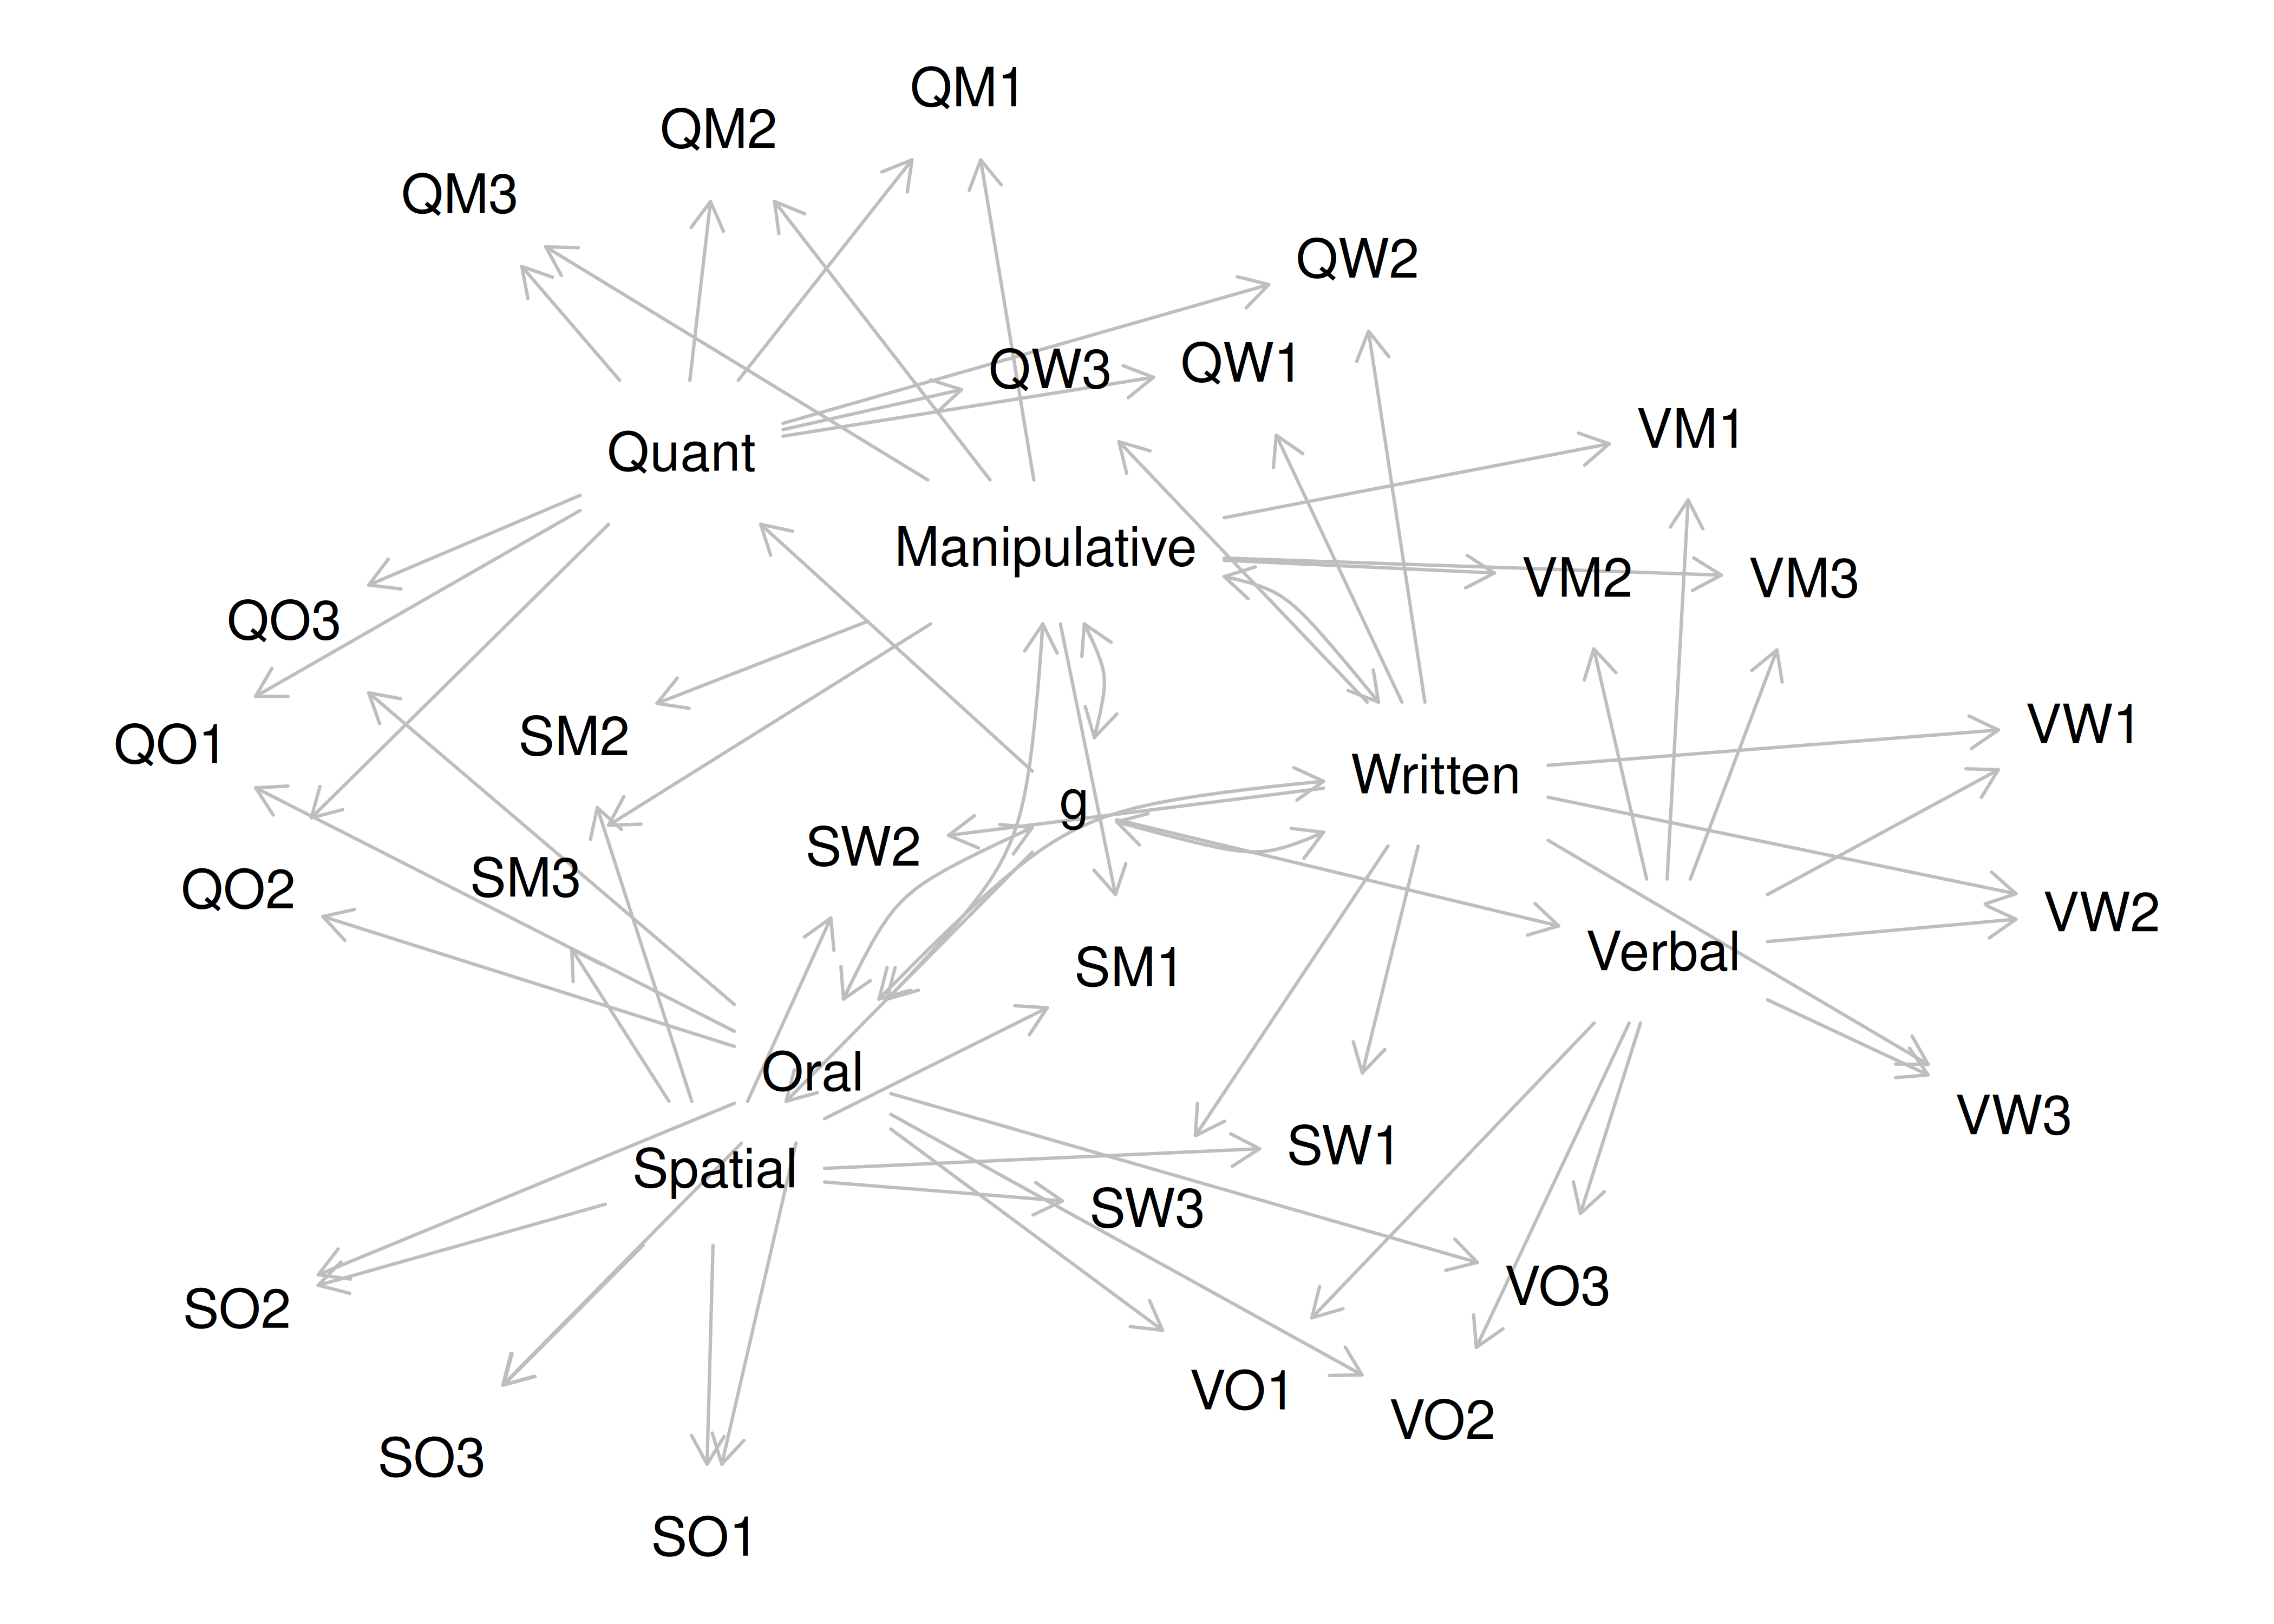 QM1
QM2
QM3
QW2
QW3
QW1
VM1
Quant
Manipulative
VM2
VM3
QO3
VW1
QO1
SM2
Written
g
SW2
SM3
QO2
VW2
Verbal
SM1
Oral
VW3
SW1
Spatial
SW3
VO3
SO2
VO1
VO2
SO3
SO1